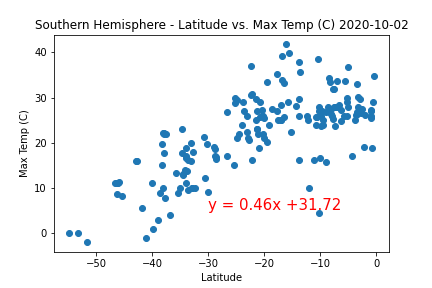 Southern Hemisphere - Latitude vs. Max Temp (C) 2020-10-02
Max Temp (C)
40
30
20
10
0
y = 0.46x +31.72
−50
−40
−30
−20
−10
0
Latitude